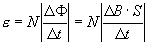 ε = N|ΔΦ/Δt| = N|ΔB · S/Δt|